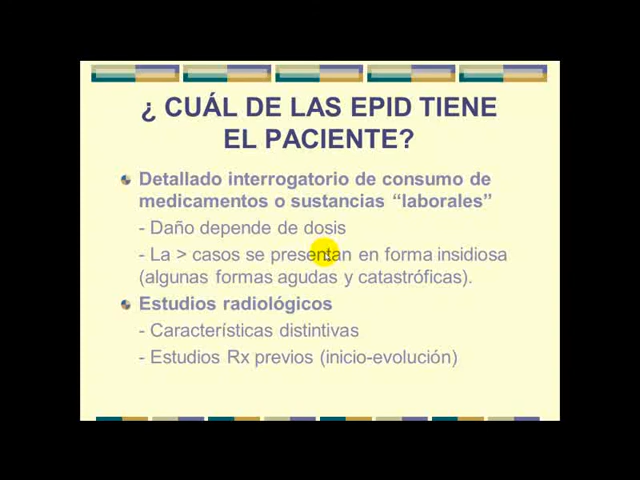 ¿ CUÁL DE LAS EPID TIENE
EL PACIENTE?
Detallado interrogatorio de consumo de
medicamentos o sustancias “laborales”
- Daño depende de dosis
- La > casos se presentan en forma insidiosa
(algunas formas agudas y catastróficas).
Estudios radiológicos
- Características distintivas
- Estudios Rx previos (inicio-evolución)